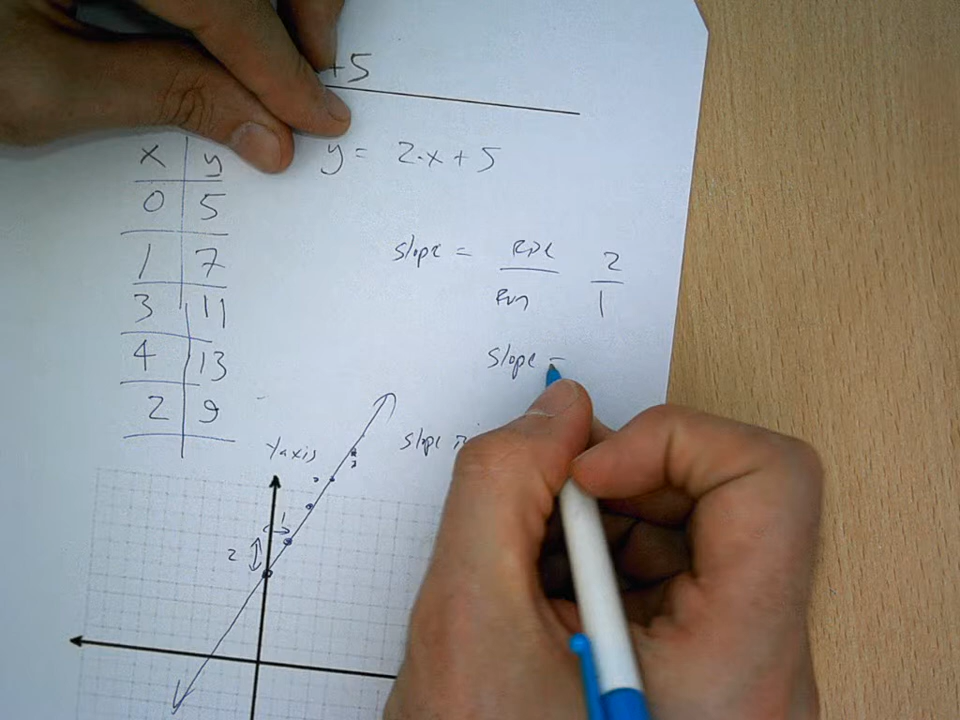 +5
y = 2·x + 5
x y
0 5
1 7
3 11
4 13
2 9
slope = Rise 2
Run 1
slope =
Yaxis slope
1
2